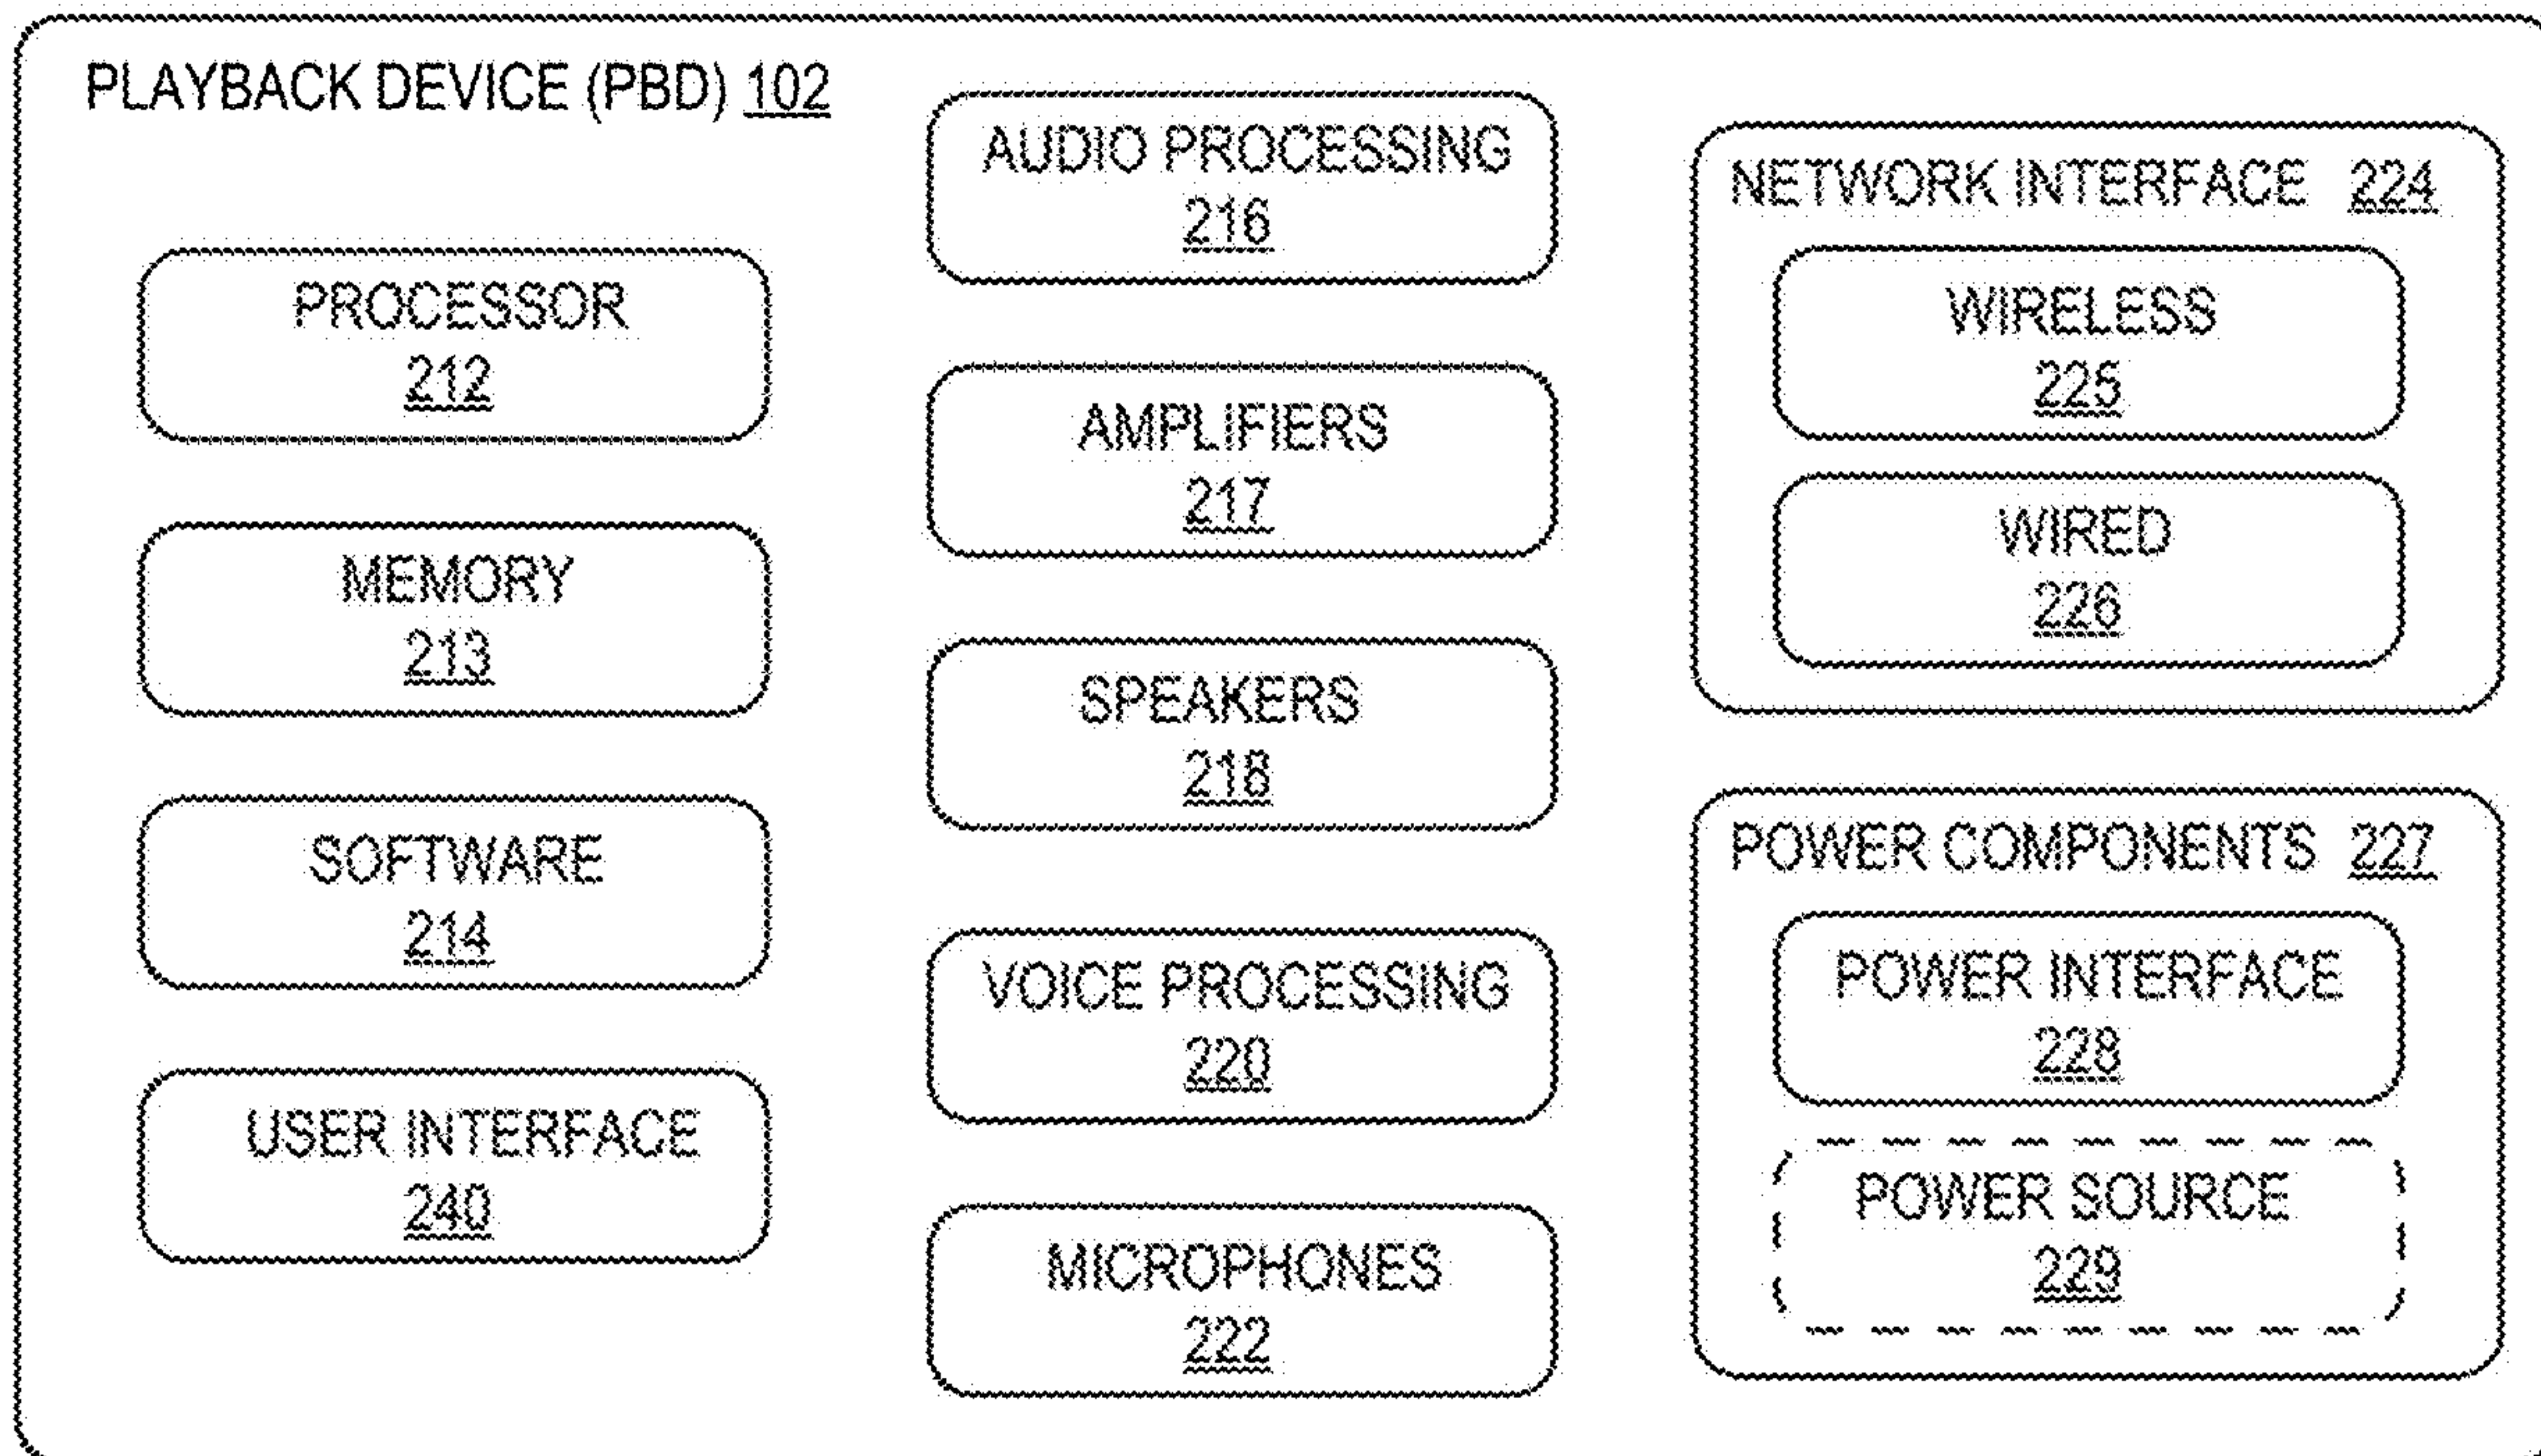 PLAYBACK DEVICE (PBD) 102
PROCESSOR
212
MEMORY
213
SOFTWARE
214
USER INTERFACE
240
AUDIO PROCESSING
216
AMPLIFIERS
217
SPEAKERS
218
VOICE PROCESSING
220
MICROPHONES
222
NETWORK INTERFACE 224
WIRELESS
225
WIRED
226
POWER COMPONENTS 227
POWER INTERFACE
228
POWER SOURCE
229